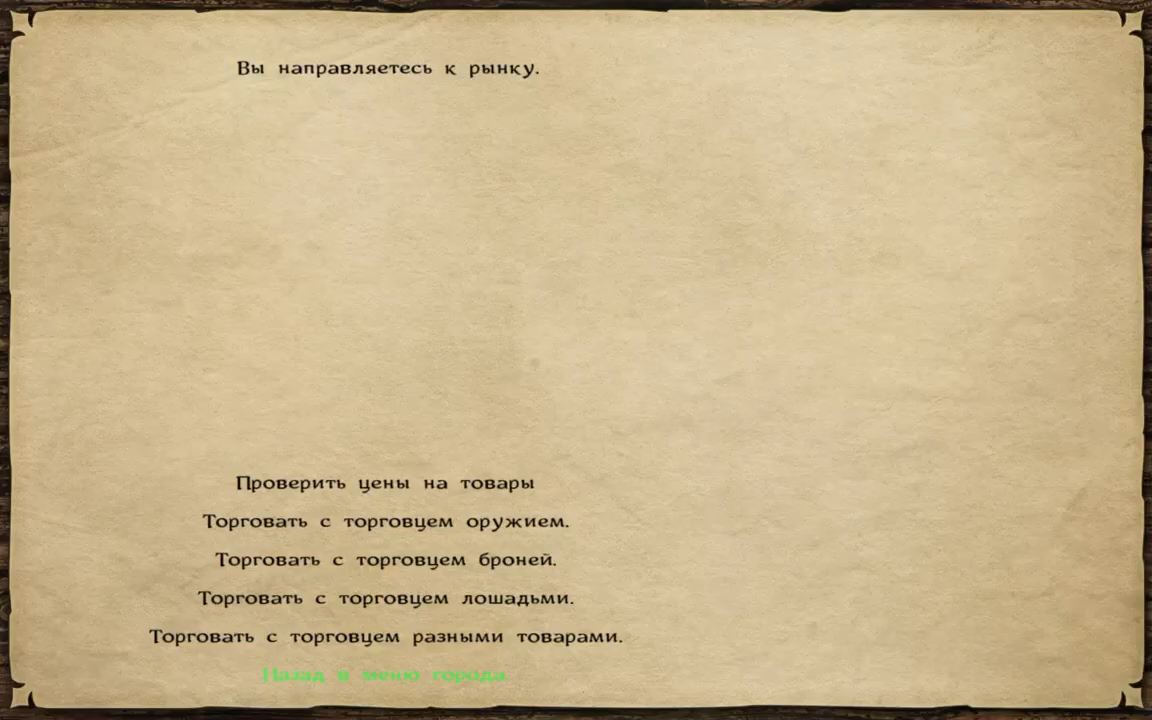 Вы направляетесь к рынку.
Проверить цены на товары
Торговать с торговцем оружием.
Торговать с торговцем броней.
Торговать с торговцем лошадьми.
Торговать с торговцем разными товарами.
Назад в меню города.